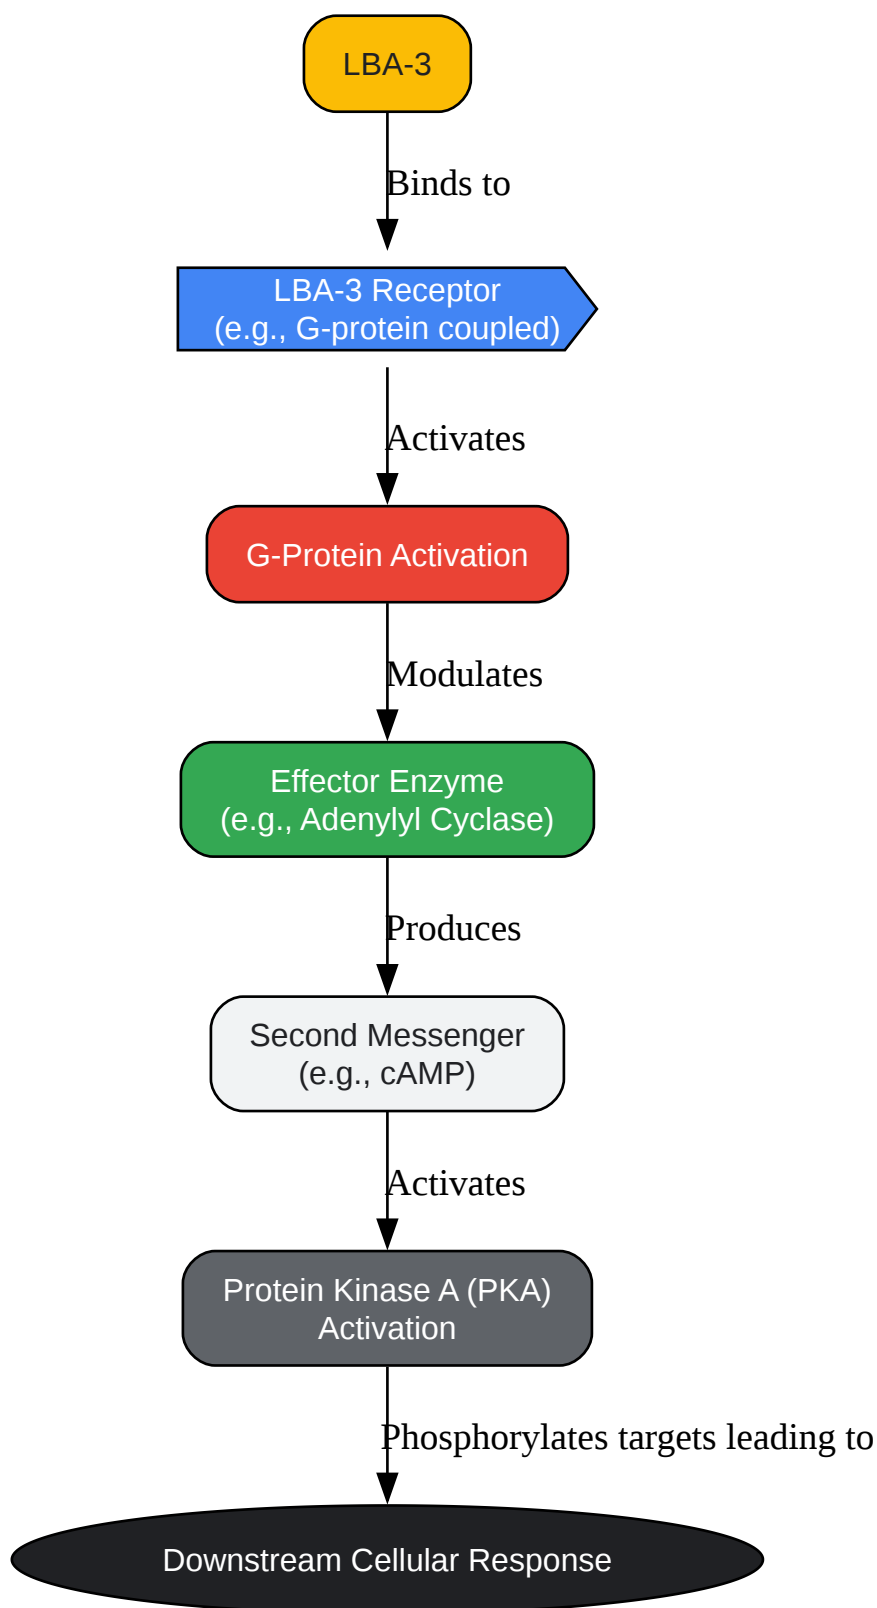 LBA-3
Binds to
LBA-3 Receptor
(e.g., G-protein coupled)
Activates
G-Protein Activation
Modulates
Effector Enzyme
(e.g., Adenylyl Cyclase)
Produces
Second Messenger
(e.g., cAMP)
Activates
Protein Kinase A (PKA)
Activation
Phosphorylates targets leading to
Downstream Cellular Response